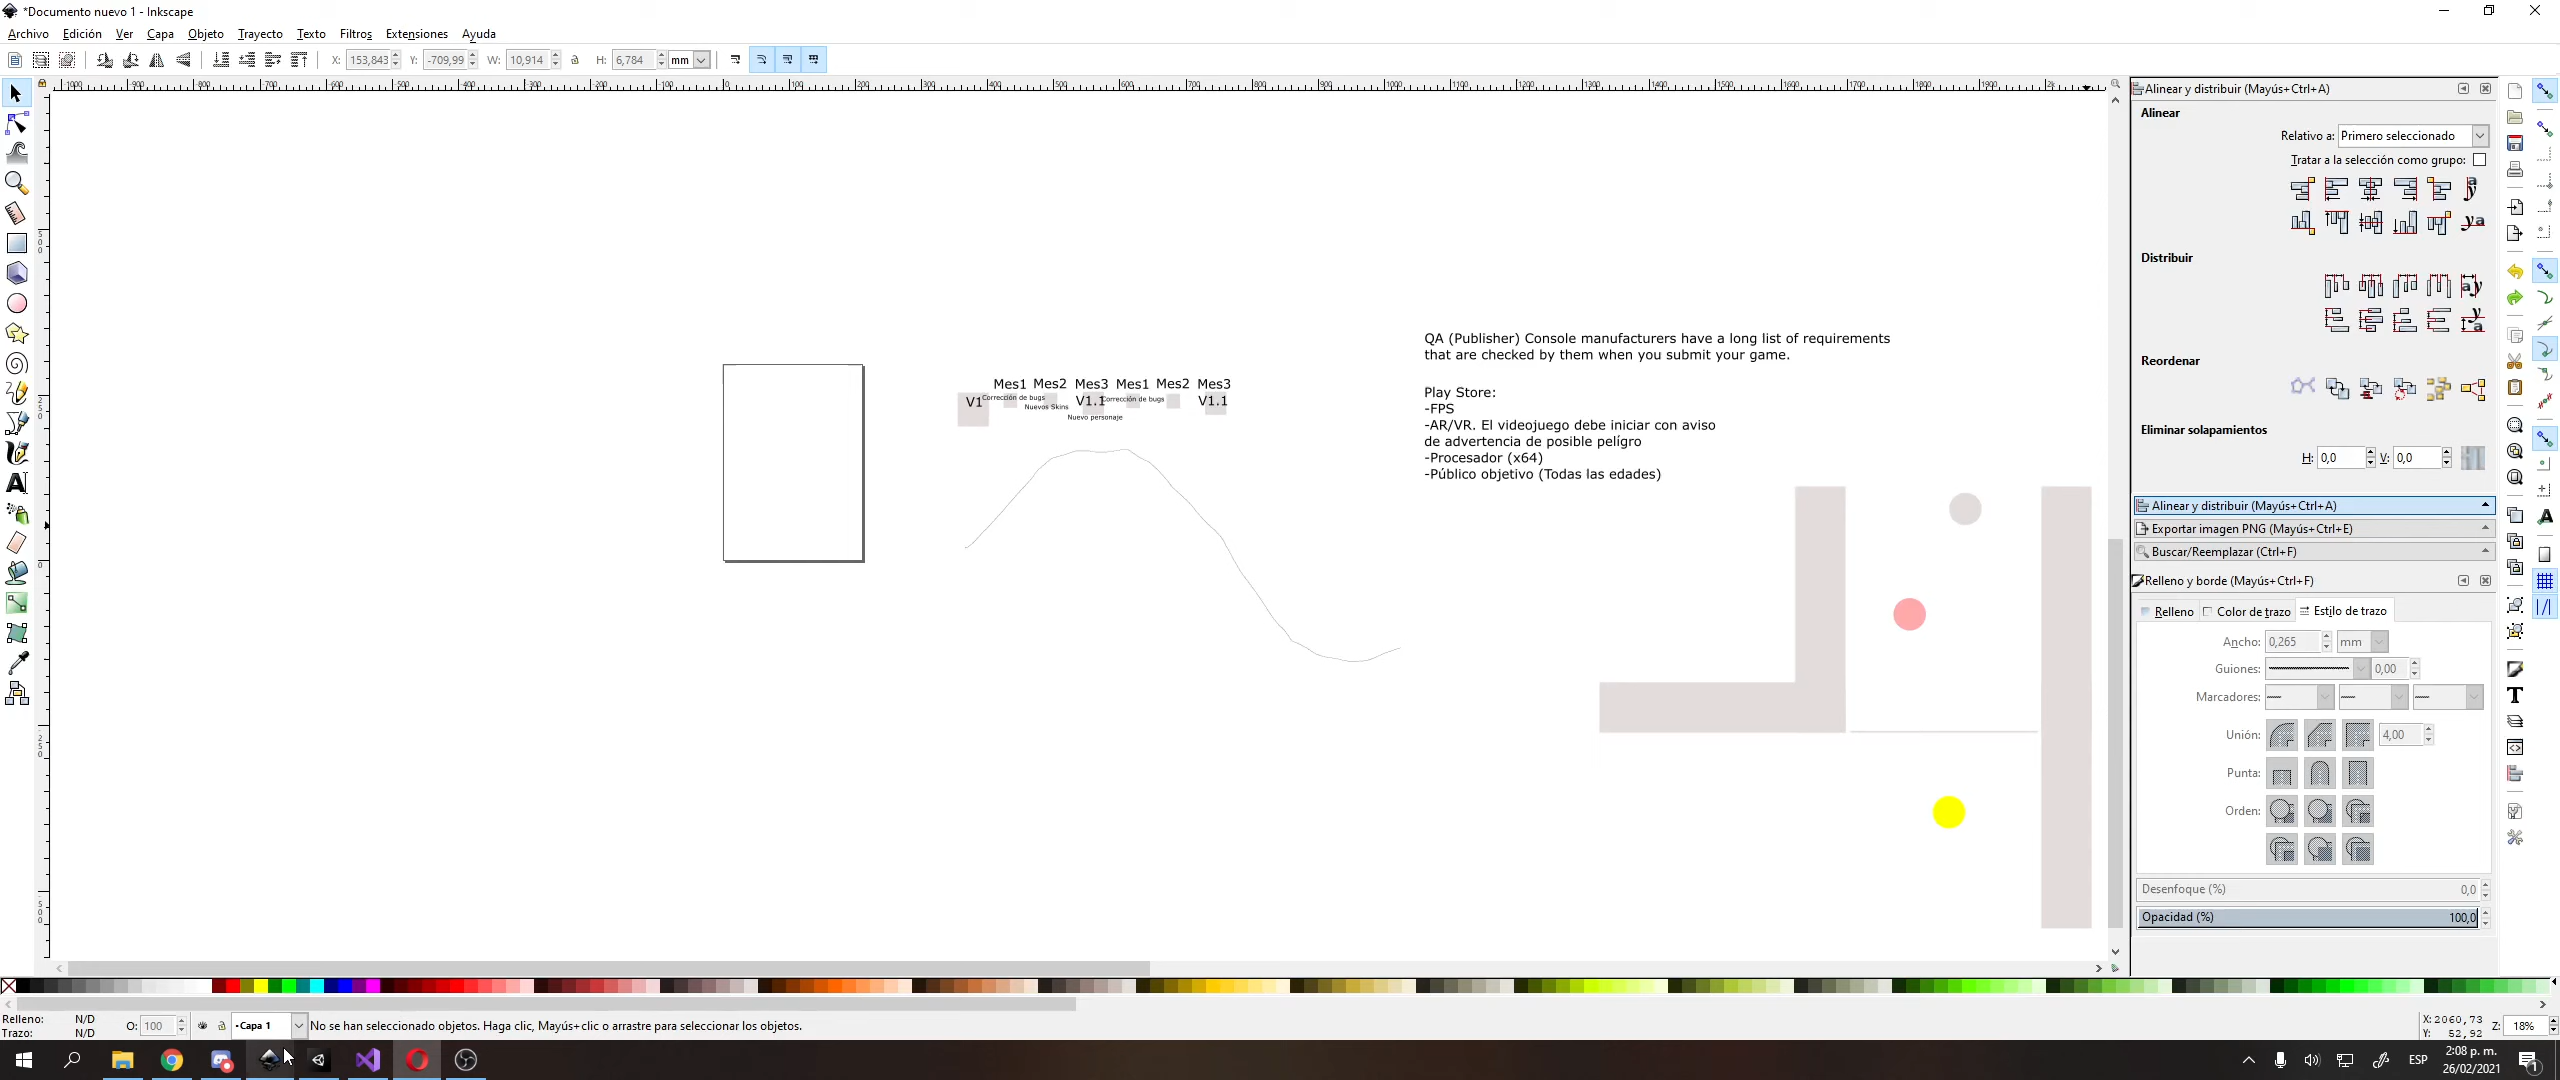 *Documento nuevo 1 - Inkscape
Archivo Edición Ver Capa Objeto Trayecto Texto Filtros Extensiones Ayuda
X: 153,843 Y: -709,99 W: 10,914 H: 6,784 mm
Alinear y distribuir (Mayús+Ctrl+A)
Alinear
Relativo a: Primero seleccionado
Tratar a la selección como grupo:
Distribuir
Reordenar
Eliminar solapamientos
H: 0,0 V: 0,0
Alinear y distribuir (Mayús+Ctrl+A)
Exportar imagen PNG (Mayús+Ctrl+E)
Buscar/Reemplazar (Ctrl+F)
Relleno y borde (Mayús+Ctrl+F)
Relleno Color de trazo Estilo de trazo
Ancho: 0,265 mm
Guiones: 0,00
Marcadores:
Unión: 4,00
Punta:
Orden:
Desenfoque (%) 0,0
Opacidad (%) 100,0
QA (Publisher) Console manufacturers have a long list of requirements
that are checked by them when you submit your game.
Play Store:
-FPS
-AR/VR. El videojuego debe iniciar con aviso
de advertencia de posible pelígro
-Procesador (x64)
-Público objetivo (Todas las edades)
Mes1 Mes2 Mes3 Mes1 Mes2 Mes3
V1 Corrección de bugs V1.1 Corrección de bugs V1.1
Nuevos Skins
Nuevo personaje
Relleno: N/D
Trazo: N/D
O: 100
Capa 1
No se han seleccionado objetos. Haga clic, Mayús+clic o arrastre para seleccionar los objetos.
X: 2060,73
Y: 52,92
Z: 18%
ESP
2:08 p. m.
26/02/2021